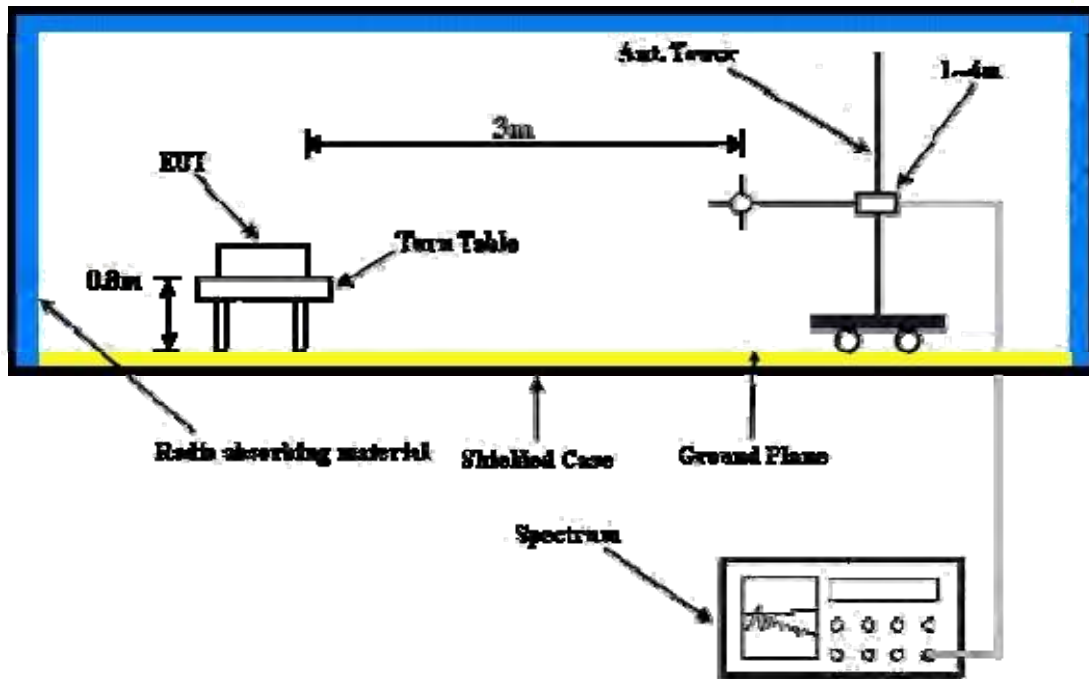 Ant. Tower
1-4m
3m
EUT
Turn Table
0.8m
Radio absorbing material
Shielded Case
Ground Plane
Spectrum